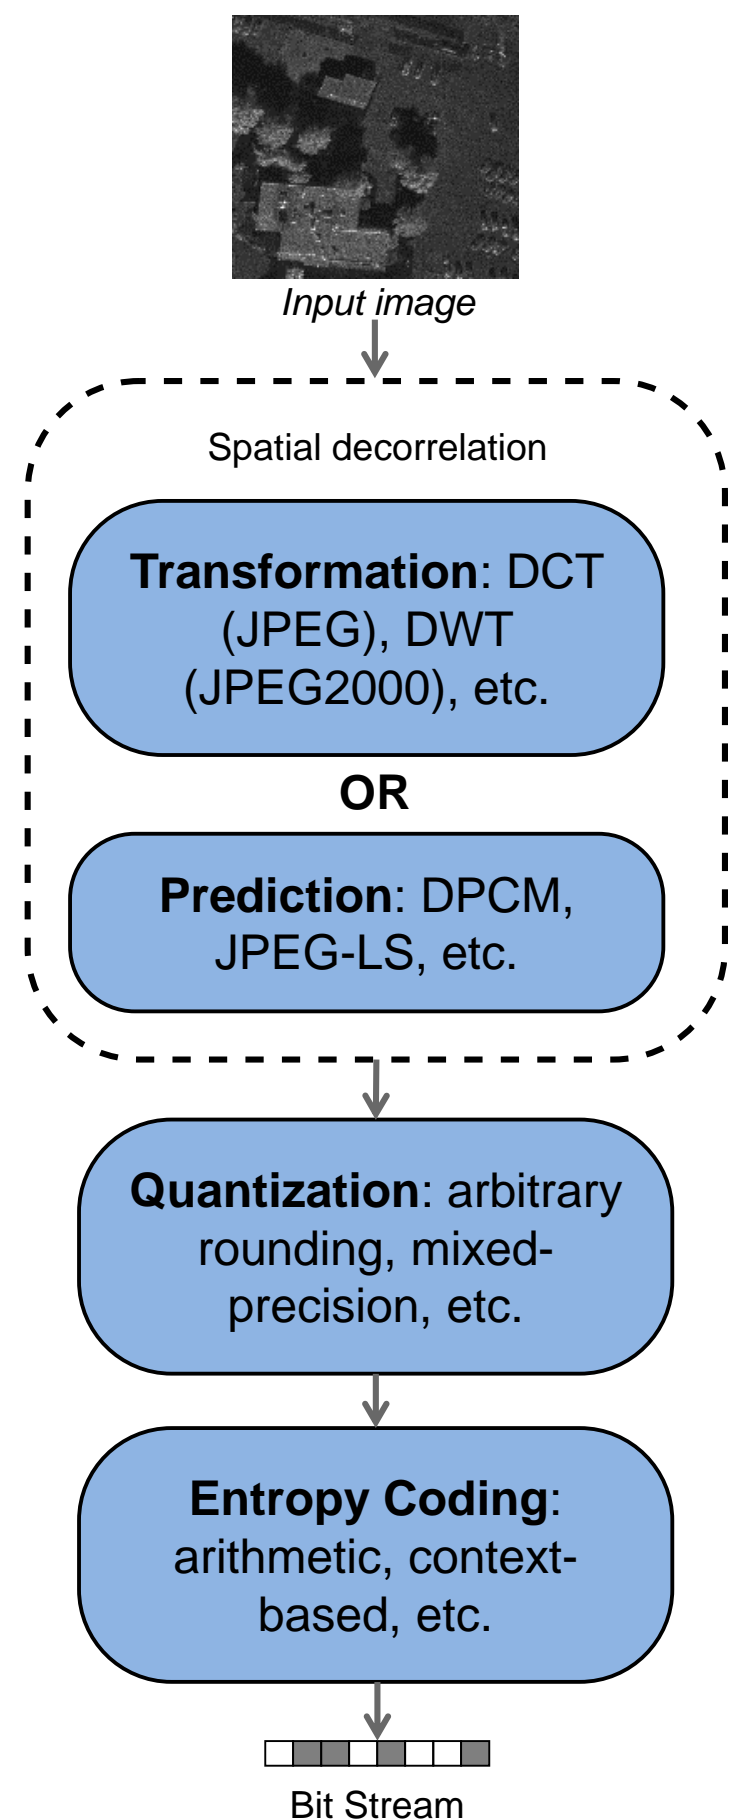 Input image
Spatial decorrelation
Transformation: DCT
(JPEG), DWT
(JPEG2000), etc.
OR
Prediction: DPCM,
JPEG-LS, etc.
Quantization: arbitrary
rounding, mixed-
precision, etc.
Entropy Coding:
arithmetic, context-
based, etc.
Bit Stream